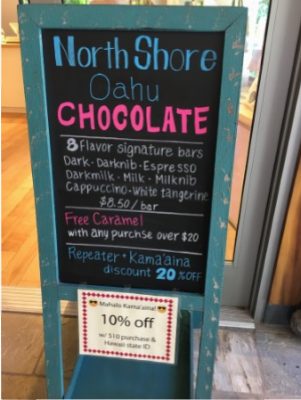 North Shore
Oahu
CHOCOLATE
8 Flavor signature bars
Dark · Darknib · Espresso
Darkmilk · Milk · Milknib
Cappuccino · White tangerine
$8.50 / bar
Free Caramel
with any purchse over $20
Repeater + Kama'aina
discount 20% OFF
Mahalo Kama'aina!
10% off
w/ $10 purchase &
Hawaii state ID